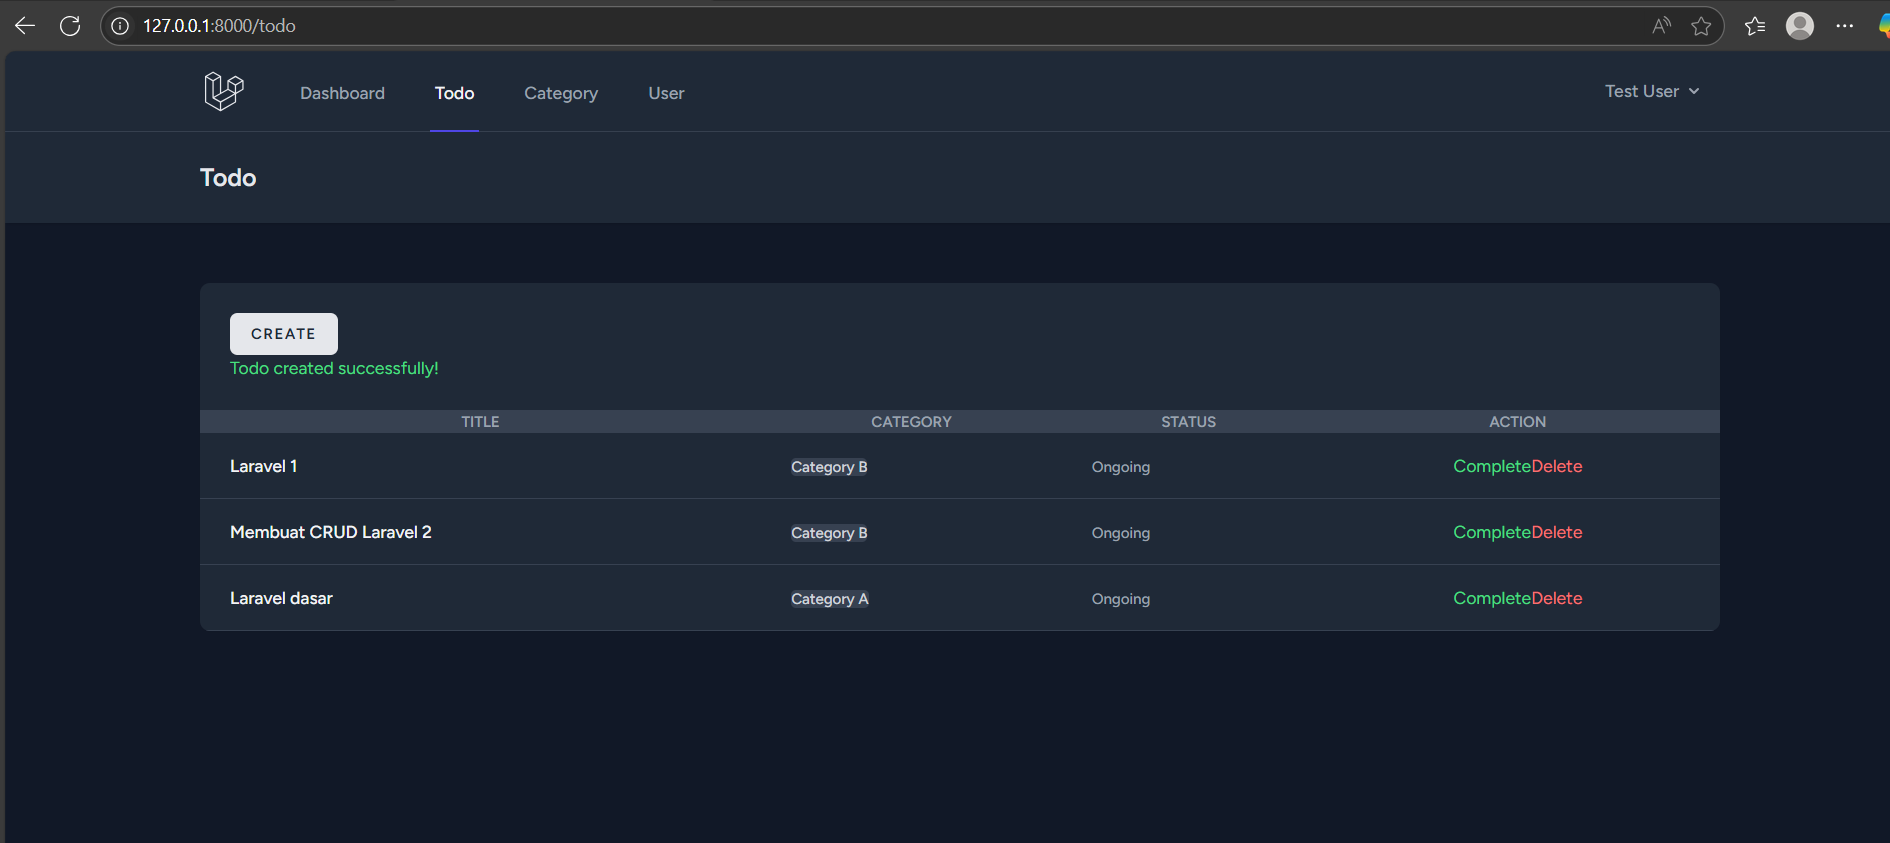 127.0.0.1:8000/todo
Dashboard Todo Category User Test User
Todo
CREATE
Todo created successfully!
TITLE CATEGORY STATUS ACTION
Laravel 1 Category B Ongoing CompleteDelete
Membuat CRUD Laravel 2 Category B Ongoing CompleteDelete
Laravel dasar Category A Ongoing CompleteDelete